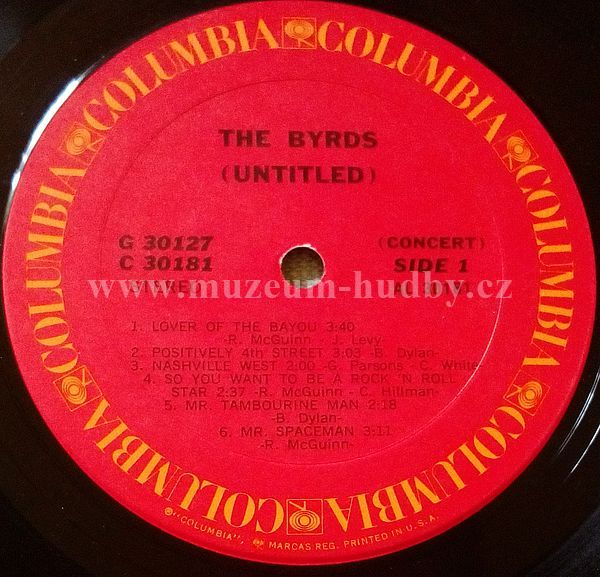 COLUMBIA COLUMBIA COLUMBIA COLUMBIA COLUMBIA COLUMBIA
THE BYRDS
(UNTITLED)
G 30127 (CONCERT)
C 30181 SIDE 1
STEREO
www.muzeum-hudby.cz
1. LOVER OF THE BAYOU 3:40
-R. McGuinn - J. Levy-
2. POSITIVELY 4th STREET 3:03 -B. Dylan-
3. NASHVILLE WEST 2:00 -G. Parsons - C. White-
4. SO YOU WANT TO BE A ROCK 'N ROLL
STAR 2:37 -R. McGuinn - C. Hillman-
5. MR. TAMBOURINE MAN 2:18
-B. Dylan-
6. MR. SPACEMAN 3:11
-R. McGuinn-
®"COLUMBIA", MARCAS REG. PRINTED IN U.S.A.